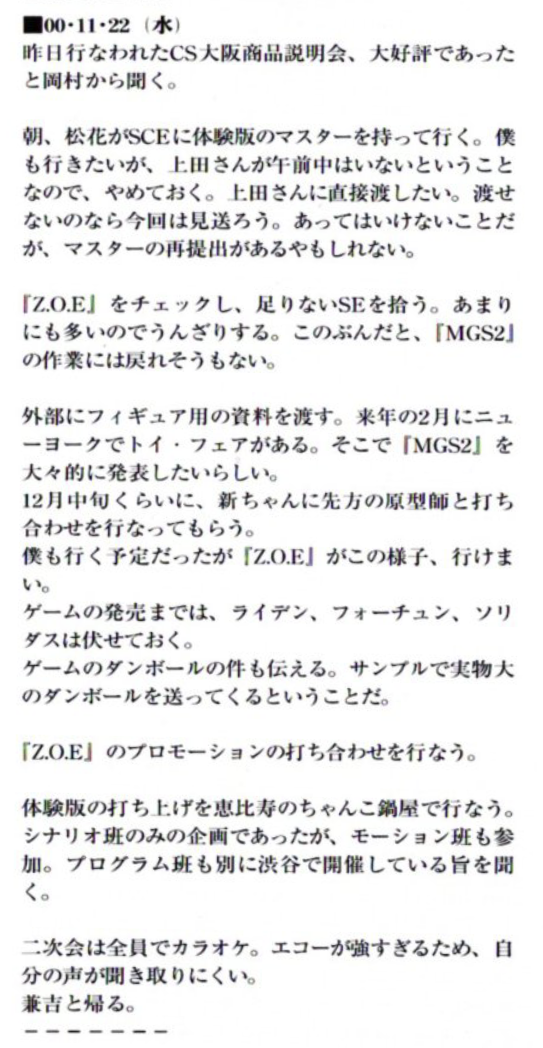 ■00・11・22（水）
昨日行なわれたCS大阪商品説明会、大好評であった
と岡村から聞く。
朝、松花がSCEに体験版のマスターを持って行く。僕
も行きたいが、上田さんが午前中はいないということ
なので、やめておく。上田さんに直接渡したい。渡せ
ないのなら今回は見送ろう。あってはいけないことだ
が、マスターの再提出があるやもしれない。
『Z.O.E』をチェックし、足りないSEを拾う。あまり
にも多いのでうんざりする。このぶんだと、『MGS2』
の作業には戻れそうもない。
外部にフィギュア用の資料を渡す。来年の2月にニュ
ーヨークでトイ・フェアがある。そこで『MGS2』を
大々的に発表したいらしい。
12月中旬くらいに、新ちゃんに先方の原型師と打ち
合わせを行なってもらう。
僕も行く予定だったが『Z.O.E』がこの様子、行けま
い。
ゲームの発売までは、ライデン、フォーチュン、ソリ
ダスは伏せておく。
ゲームのダンボールの件も伝える。サンプルで実物大
のダンボールを送ってくるということだ。
『Z.O.E』のプロモーションの打ち合わせを行なう。
体験版の打ち上げを恵比寿のちゃんこ鍋屋で行なう。
シナリオ班のみの企画であったが、モーション班も参
加。プログラム班も別に渋谷で開催している旨を聞
く。
二次会は全員でカラオケ。エコーが強すぎるため、自
分の声が聞き取りにくい。
兼吉と帰る。
－－－－－－－